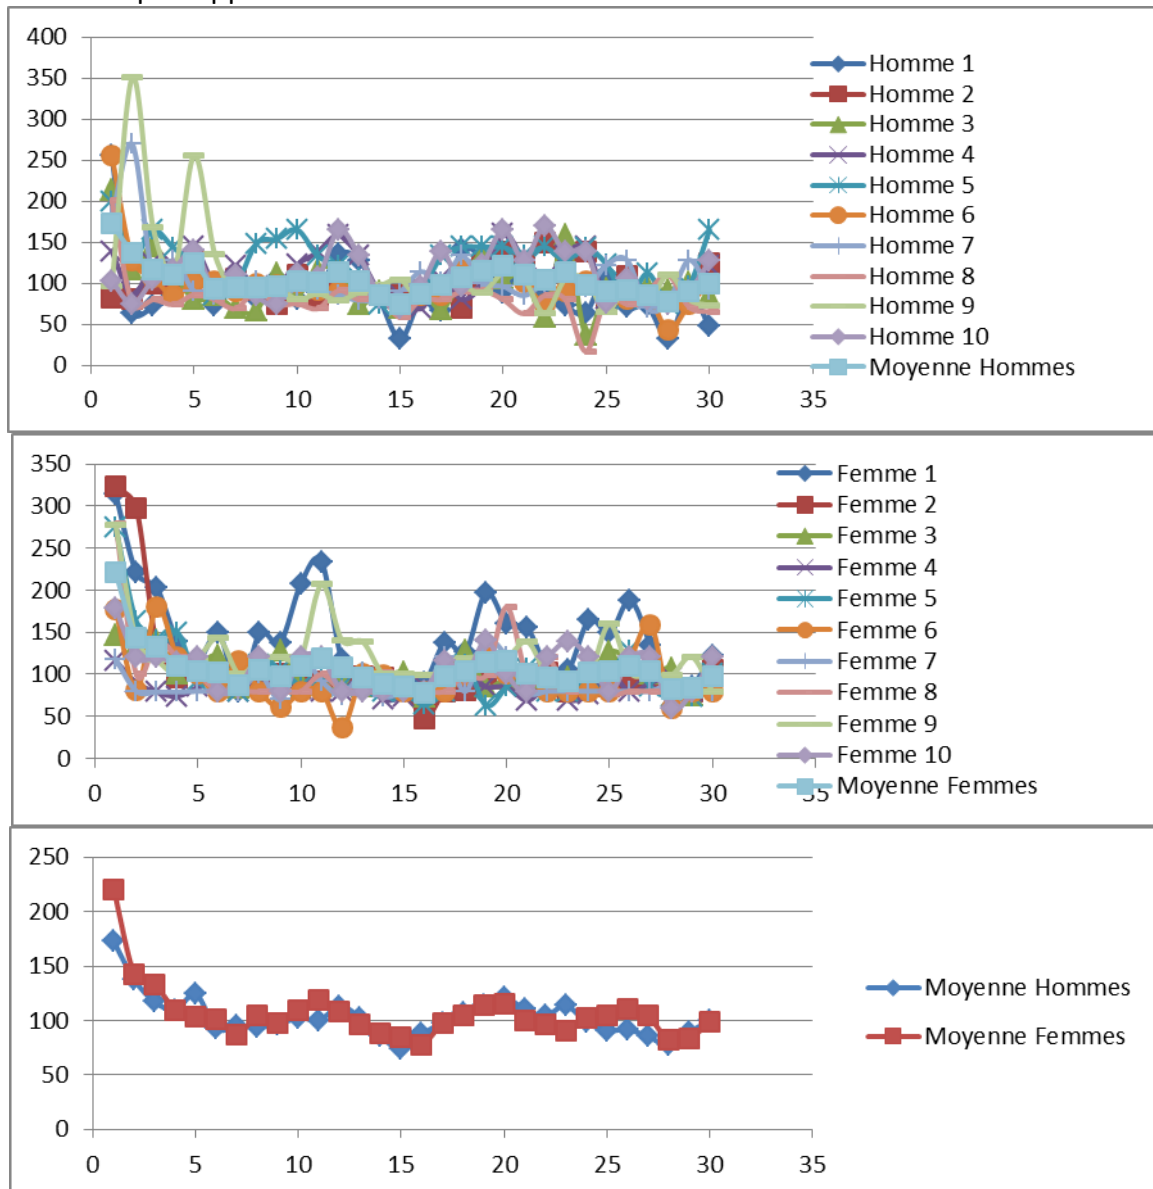 400
350
300
250
200
150
100
50
0
0 5 10 15 20 25 30 35
Homme 1
Homme 2
Homme 3
Homme 4
Homme 5
Homme 6
Homme 7
Homme 8
Homme 9
Homme 10
Moyenne Hommes
350
300
250
200
150
100
50
0
0 5 10 15 20 25 30 35
Femme 1
Femme 2
Femme 3
Femme 4
Femme 5
Femme 6
Femme 7
Femme 8
Femme 9
Femme 10
Moyenne Femmes
250
200
150
100
50
0
0 5 10 15 20 25 30 35
Moyenne Hommes
Moyenne Femmes